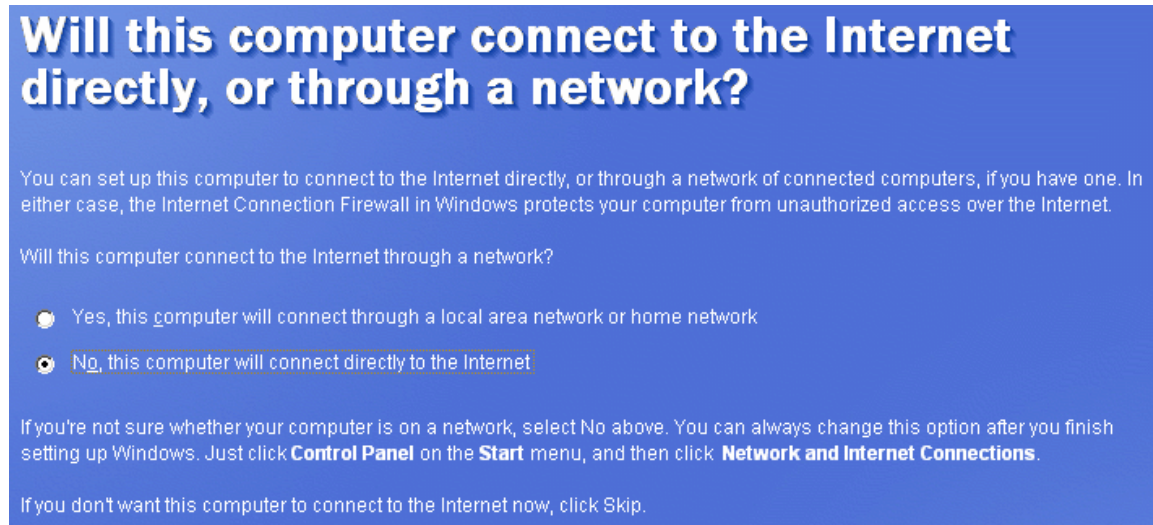 Will this computer connect to the Internet
directly, or through a network?
You can set up this computer to connect to the Internet directly, or through a network of connected computers, if you have one. In
either case, the Internet Connection Firewall in Windows protects your computer from unauthorized access over the Internet.
Will this computer connect to the Internet through a network?
Yes, this computer will connect through a local area network or home network
No, this computer will connect directly to the Internet
If you're not sure whether your computer is on a network, select No above. You can always change this option after you finish
setting up Windows. Just click Control Panel on the Start menu, and then click Network and Internet Connections.
If you don't want this computer to connect to the Internet now, click Skip.